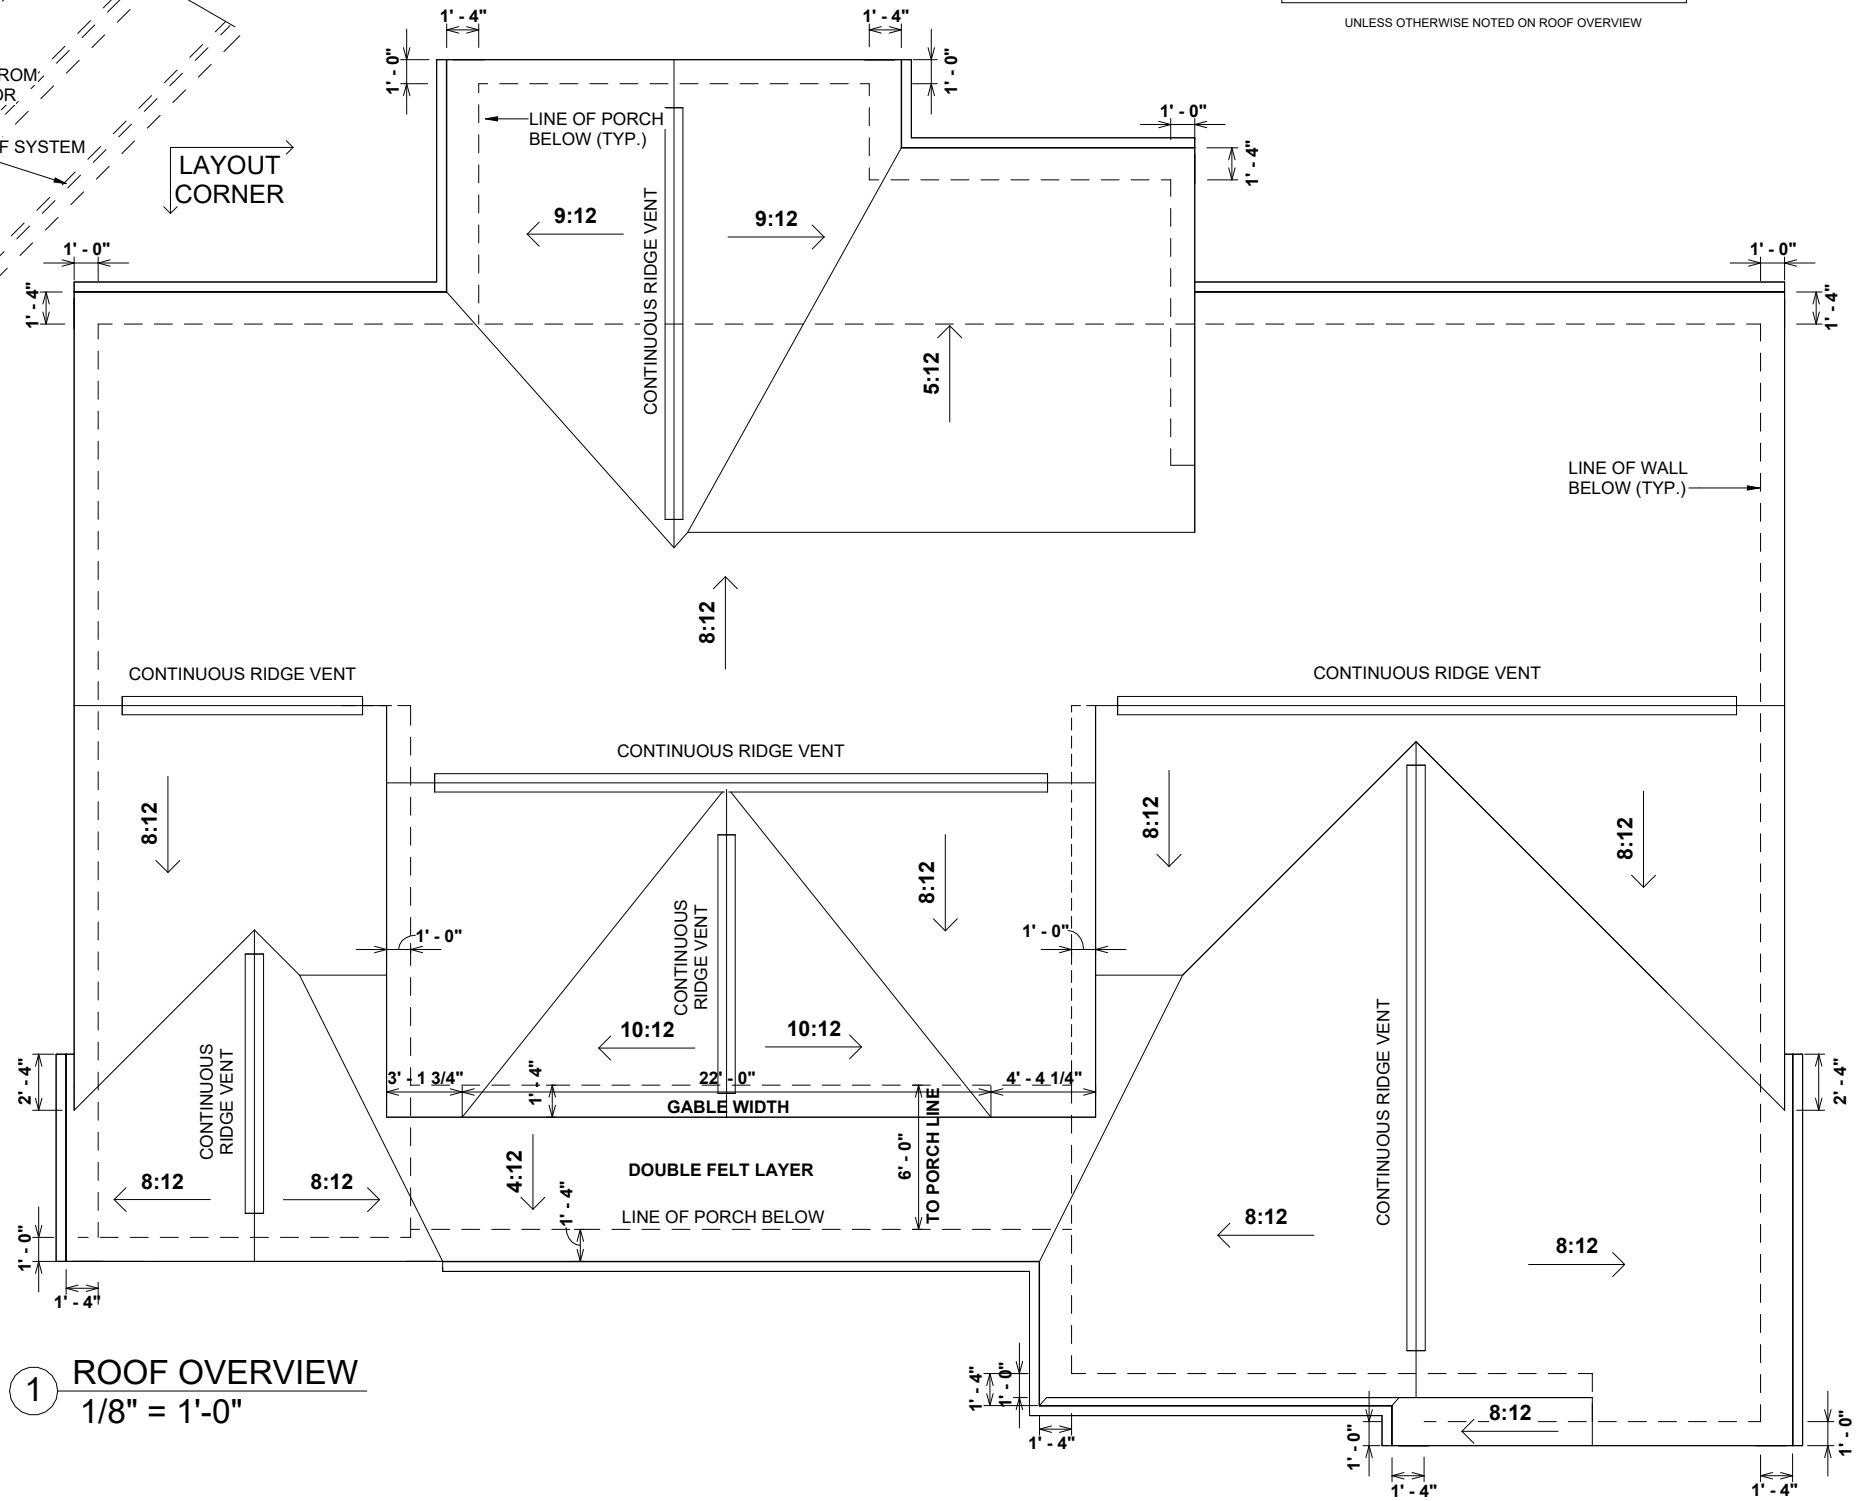 UNLESS OTHERWISE NOTED ON ROOF OVERVIEW
1' - 4"
1' - 4"
1' - 0"
1' - 0"
ROM
OR
F SYSTEM
LAYOUT
CORNER
LINE OF PORCH
BELOW (TYP.)
1' - 0"
1' - 4"
9:12
9:12
CONTINUOUS RIDGE VENT
1' - 0"
1' - 4"
1' - 0"
1' - 4"
5:12
LINE OF WALL
BELOW (TYP.)
8:12
CONTINUOUS RIDGE VENT
CONTINUOUS RIDGE VENT
CONTINUOUS RIDGE VENT
8:12
8:12
8:12
8:12
1' - 0"
1' - 0"
CONTINUOUS
RIDGE VENT
10:12
10:12
CONTINUOUS RIDGE VENT
2' - 4"
CONTINUOUS
RIDGE VENT
3' - 1 3/4"
1' - 4"
22' - 0"
4' - 4 1/4"
GABLE WIDTH
2' - 4"
6' - 0"
TO PORCH LINE
4:12
DOUBLE FELT LAYER
8:12
8:12
1' - 4"
LINE OF PORCH BELOW
8:12
8:12
1' - 0"
1' - 4"
1' - 4"
1' - 0"
1' - 4"
8:12
1' - 0"
1' - 0"
1' - 4"
1' - 4"
1
ROOF OVERVIEW
1/8" = 1'-0"